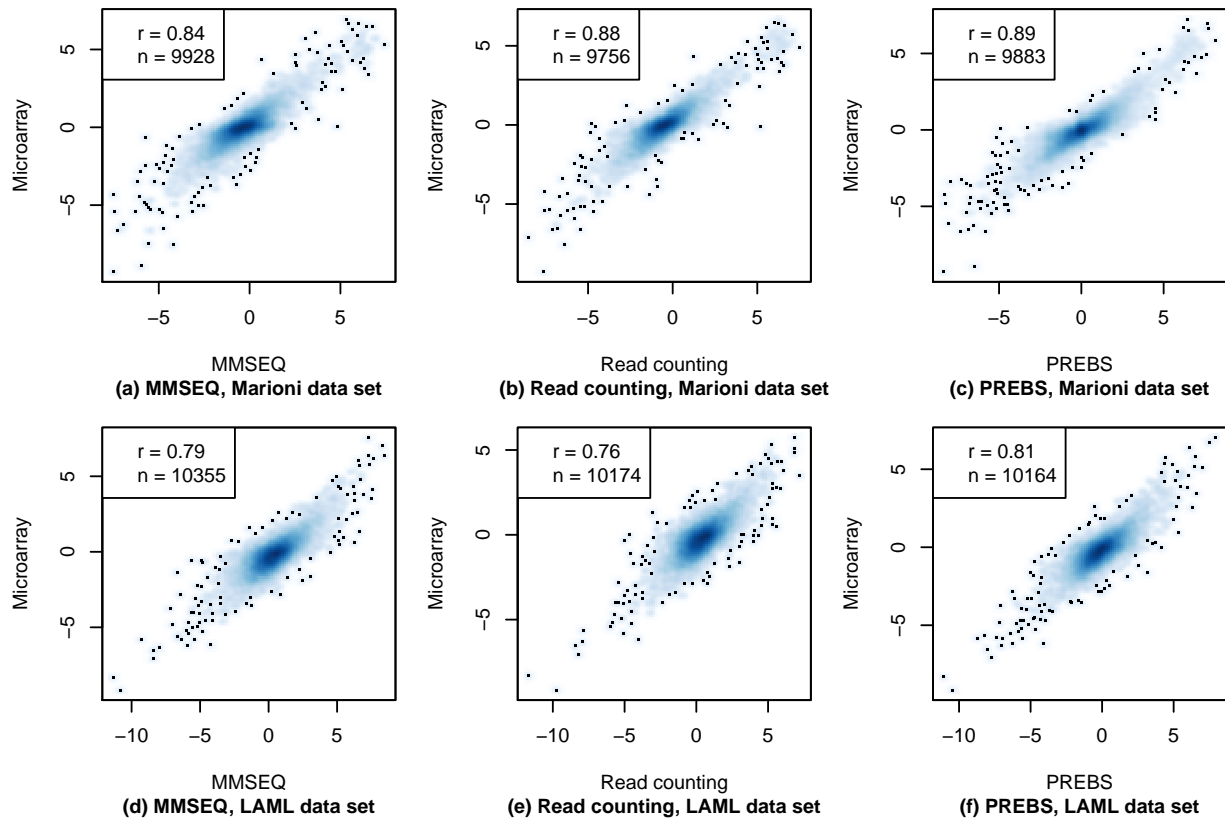 r = 0.84
n = 9928
5
0
−5
Microarray
−5
0
5
MMSEQ
(a) MMSEQ, Marioni data set
r = 0.88
n = 9756
5
0
−5
Microarray
−5
0
5
Read counting
(b) Read counting, Marioni data set
r = 0.89
n = 9883
5
0
−5
Microarray
−5
0
5
PREBS
(c) PREBS, Marioni data set
r = 0.79
n = 10355
5
0
−5
Microarray
−10
−5
0
5
MMSEQ
(d) MMSEQ, LAML data set
r = 0.76
n = 10174
5
0
−5
Microarray
−10
−5
0
5
Read counting
(e) Read counting, LAML data set
r = 0.81
n = 10164
5
0
−5
Microarray
−10
−5
0
5
PREBS
(f) PREBS, LAML data set